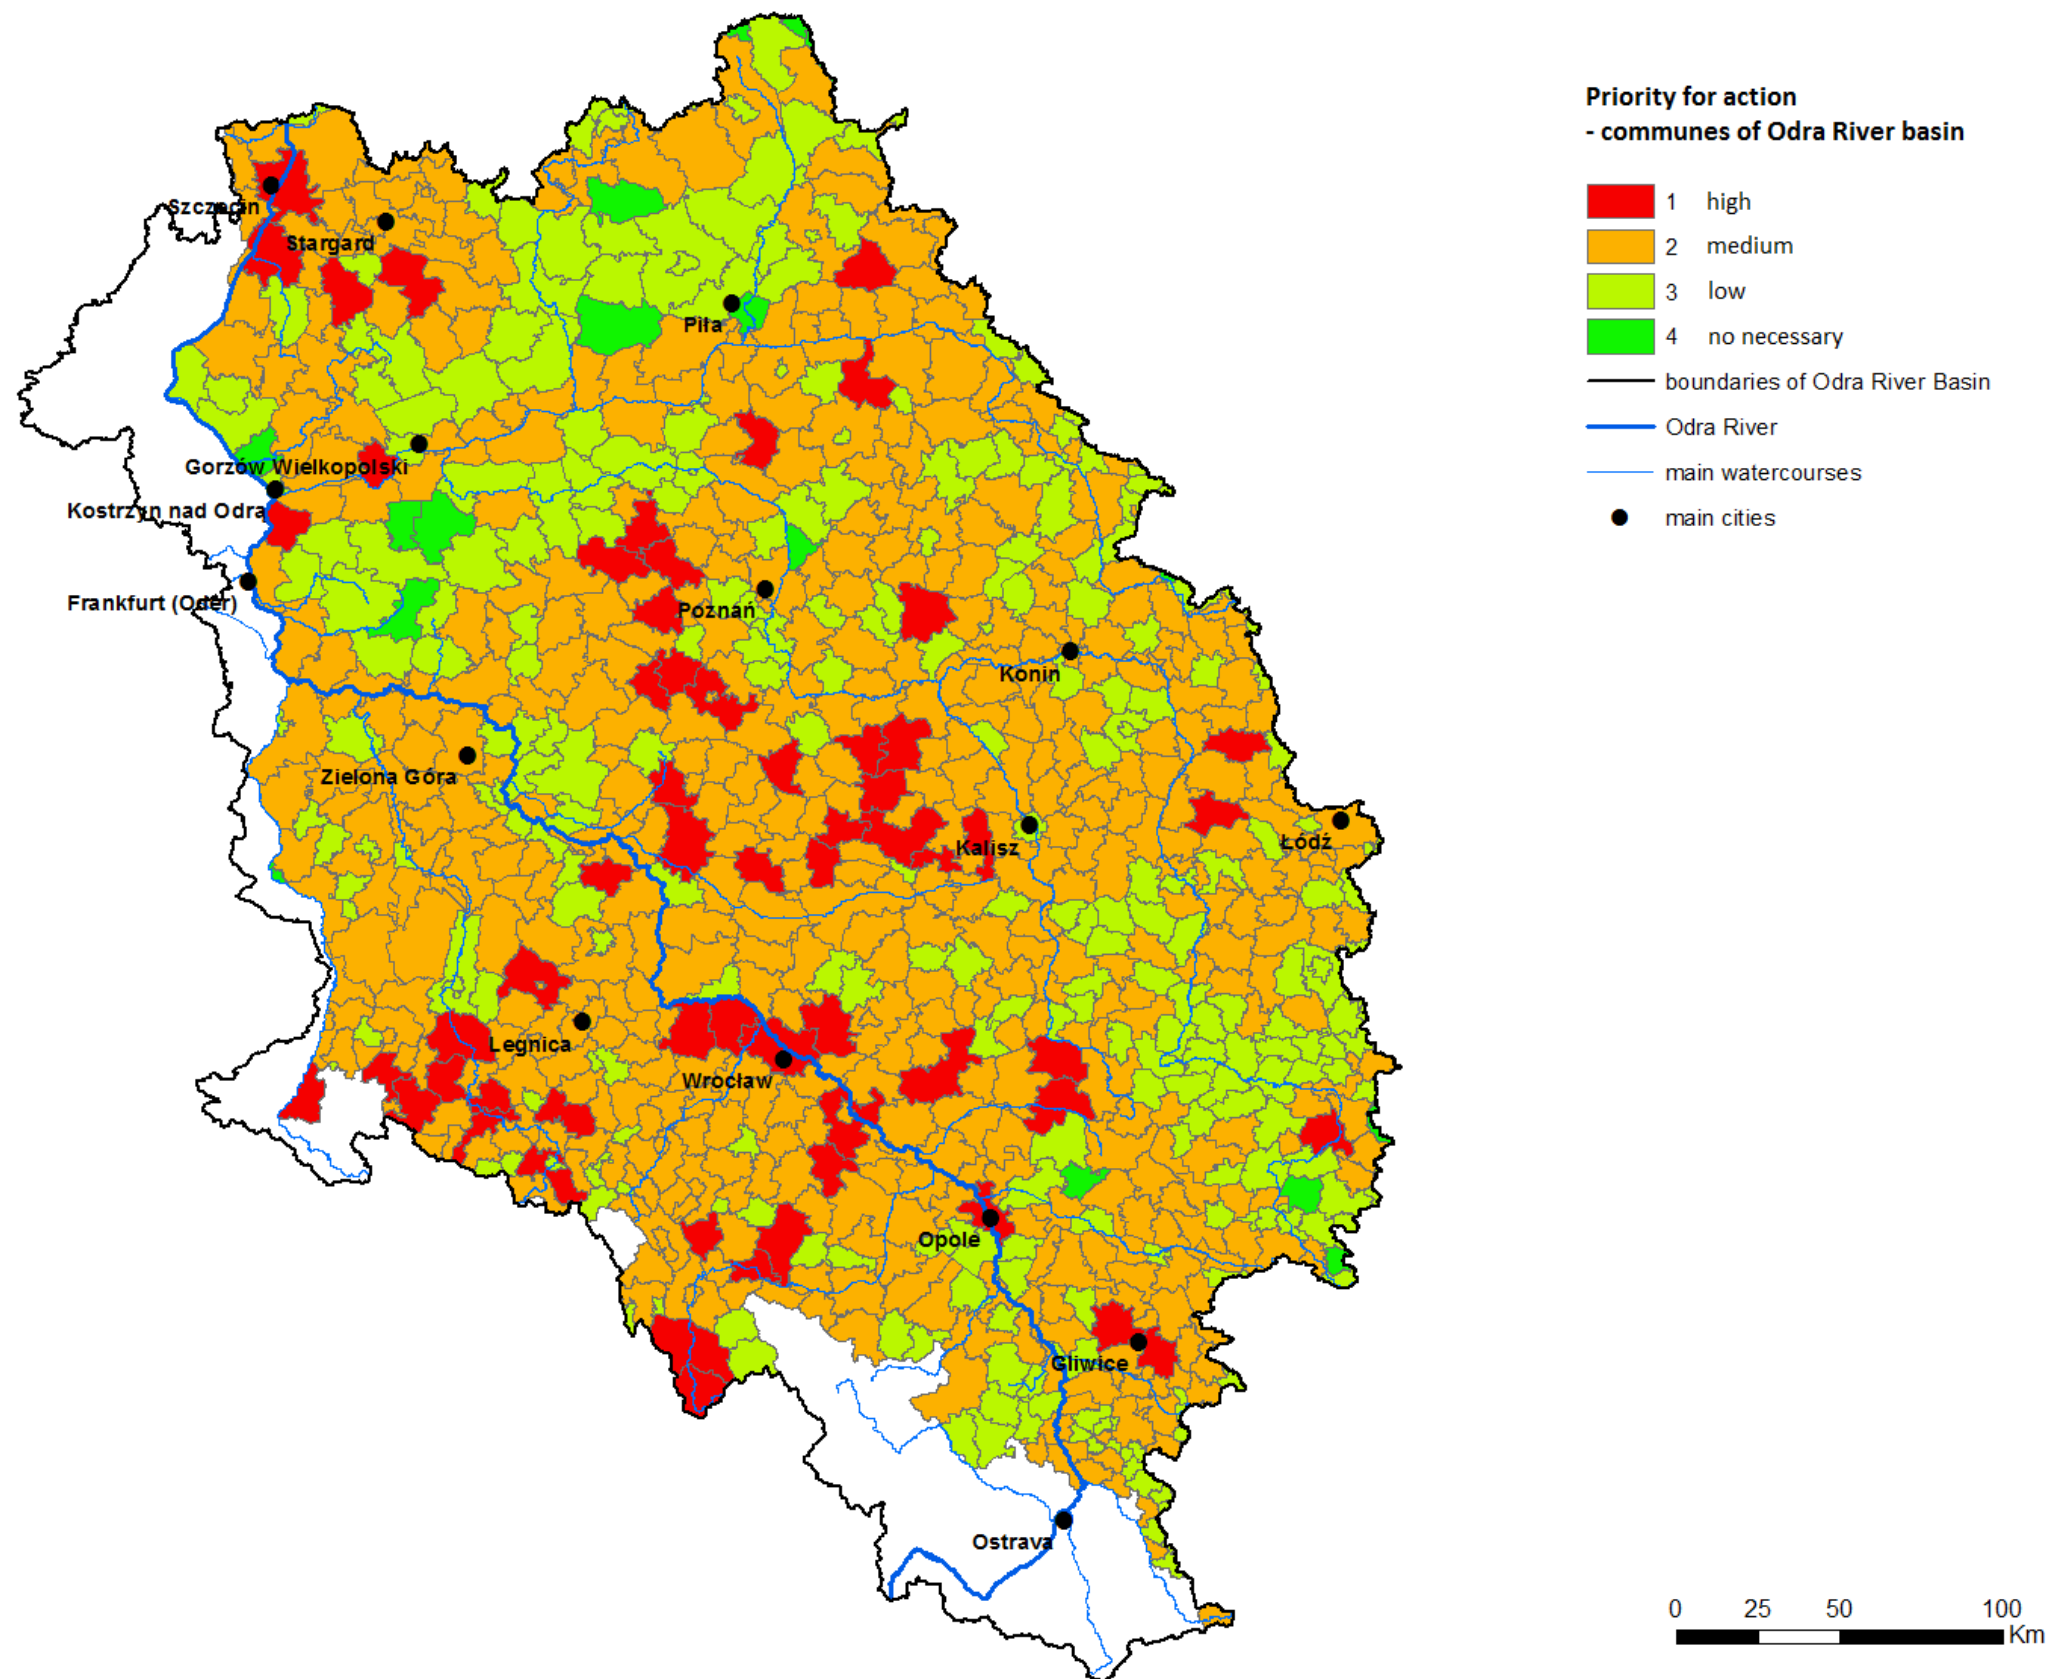 Priority for action
- communes of Odra River basin
1 high
2 medium
3 low
4 no necessary
boundaries of Odra River Basin
Odra River
main watercourses
main cities
Szczecin
Stargard
Piła
Gorzów Wielkopolski
Kostrzyn nad Odrą
Frankfurt (Oder)
Poznań
Konin
Zielona Góra
Kalisz
Łódź
Legnica
Wrocław
Opole
Gliwice
Ostrava
0 25 50 100
Km